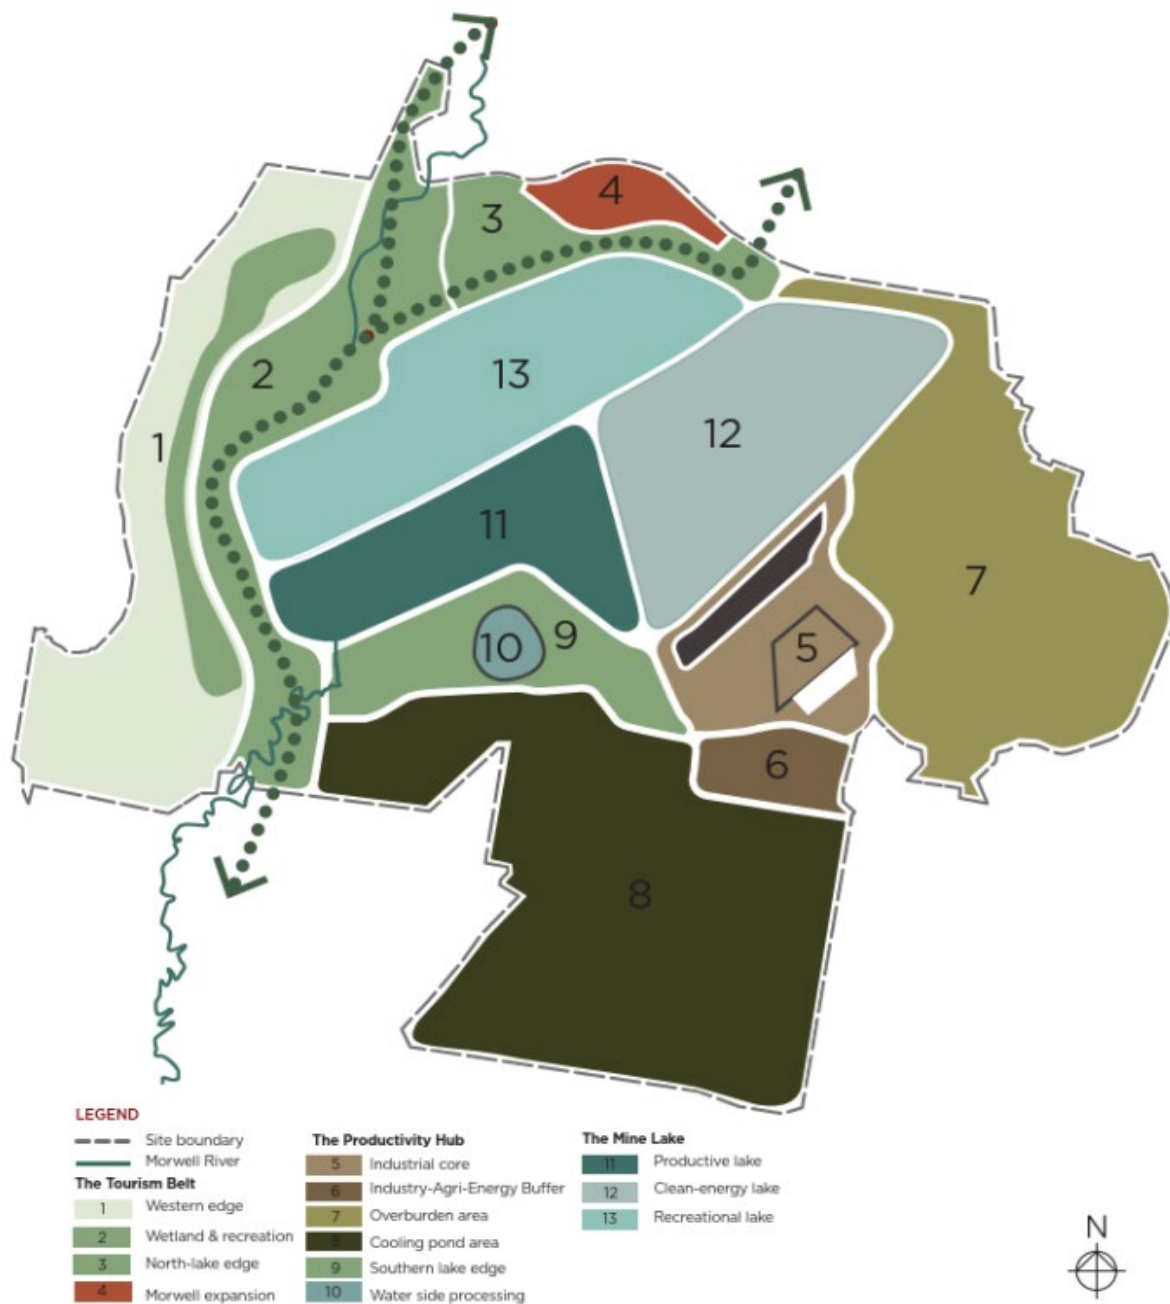 4
3
13
2
12
1
11
7
9
10
5
6
8
LEGEND
Site boundary
Morwell River
The Tourism Belt
1 Western edge
2 Wetland & recreation
3 North-lake edge
4 Morwell expansion
The Productivity Hub
5 Industrial core
6 Industry-Agri-Energy Buffer
7 Overburden area
8 Cooling pond area
9 Southern lake edge
10 Water side processing
The Mine Lake
11 Productive lake
12 Clean-energy lake
13 Recreational lake
N